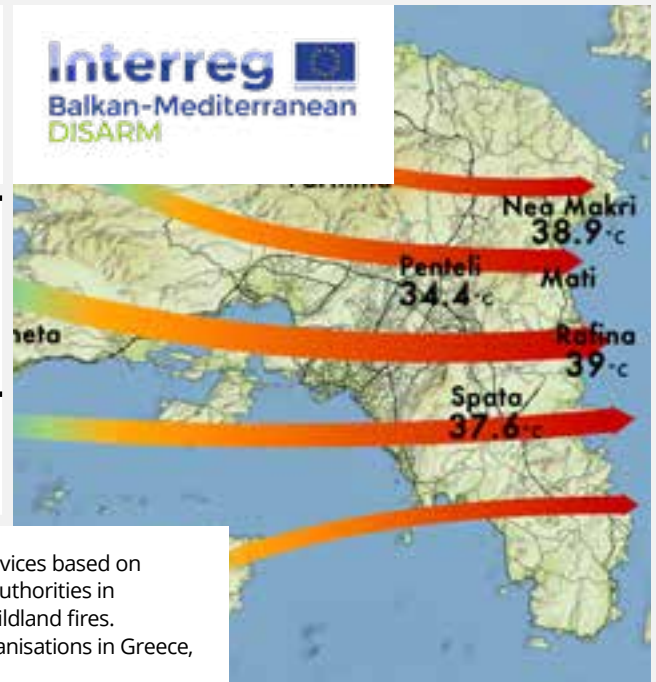 Interreg
Balkan-Mediterranean
DISARM
Nea Makri
38.9°C
Penteli
34.4°C
Mati
Rafina
39°C
Spata
37.6°C
vices based on
uthorities in
ildland fires.
anisations in Greece,